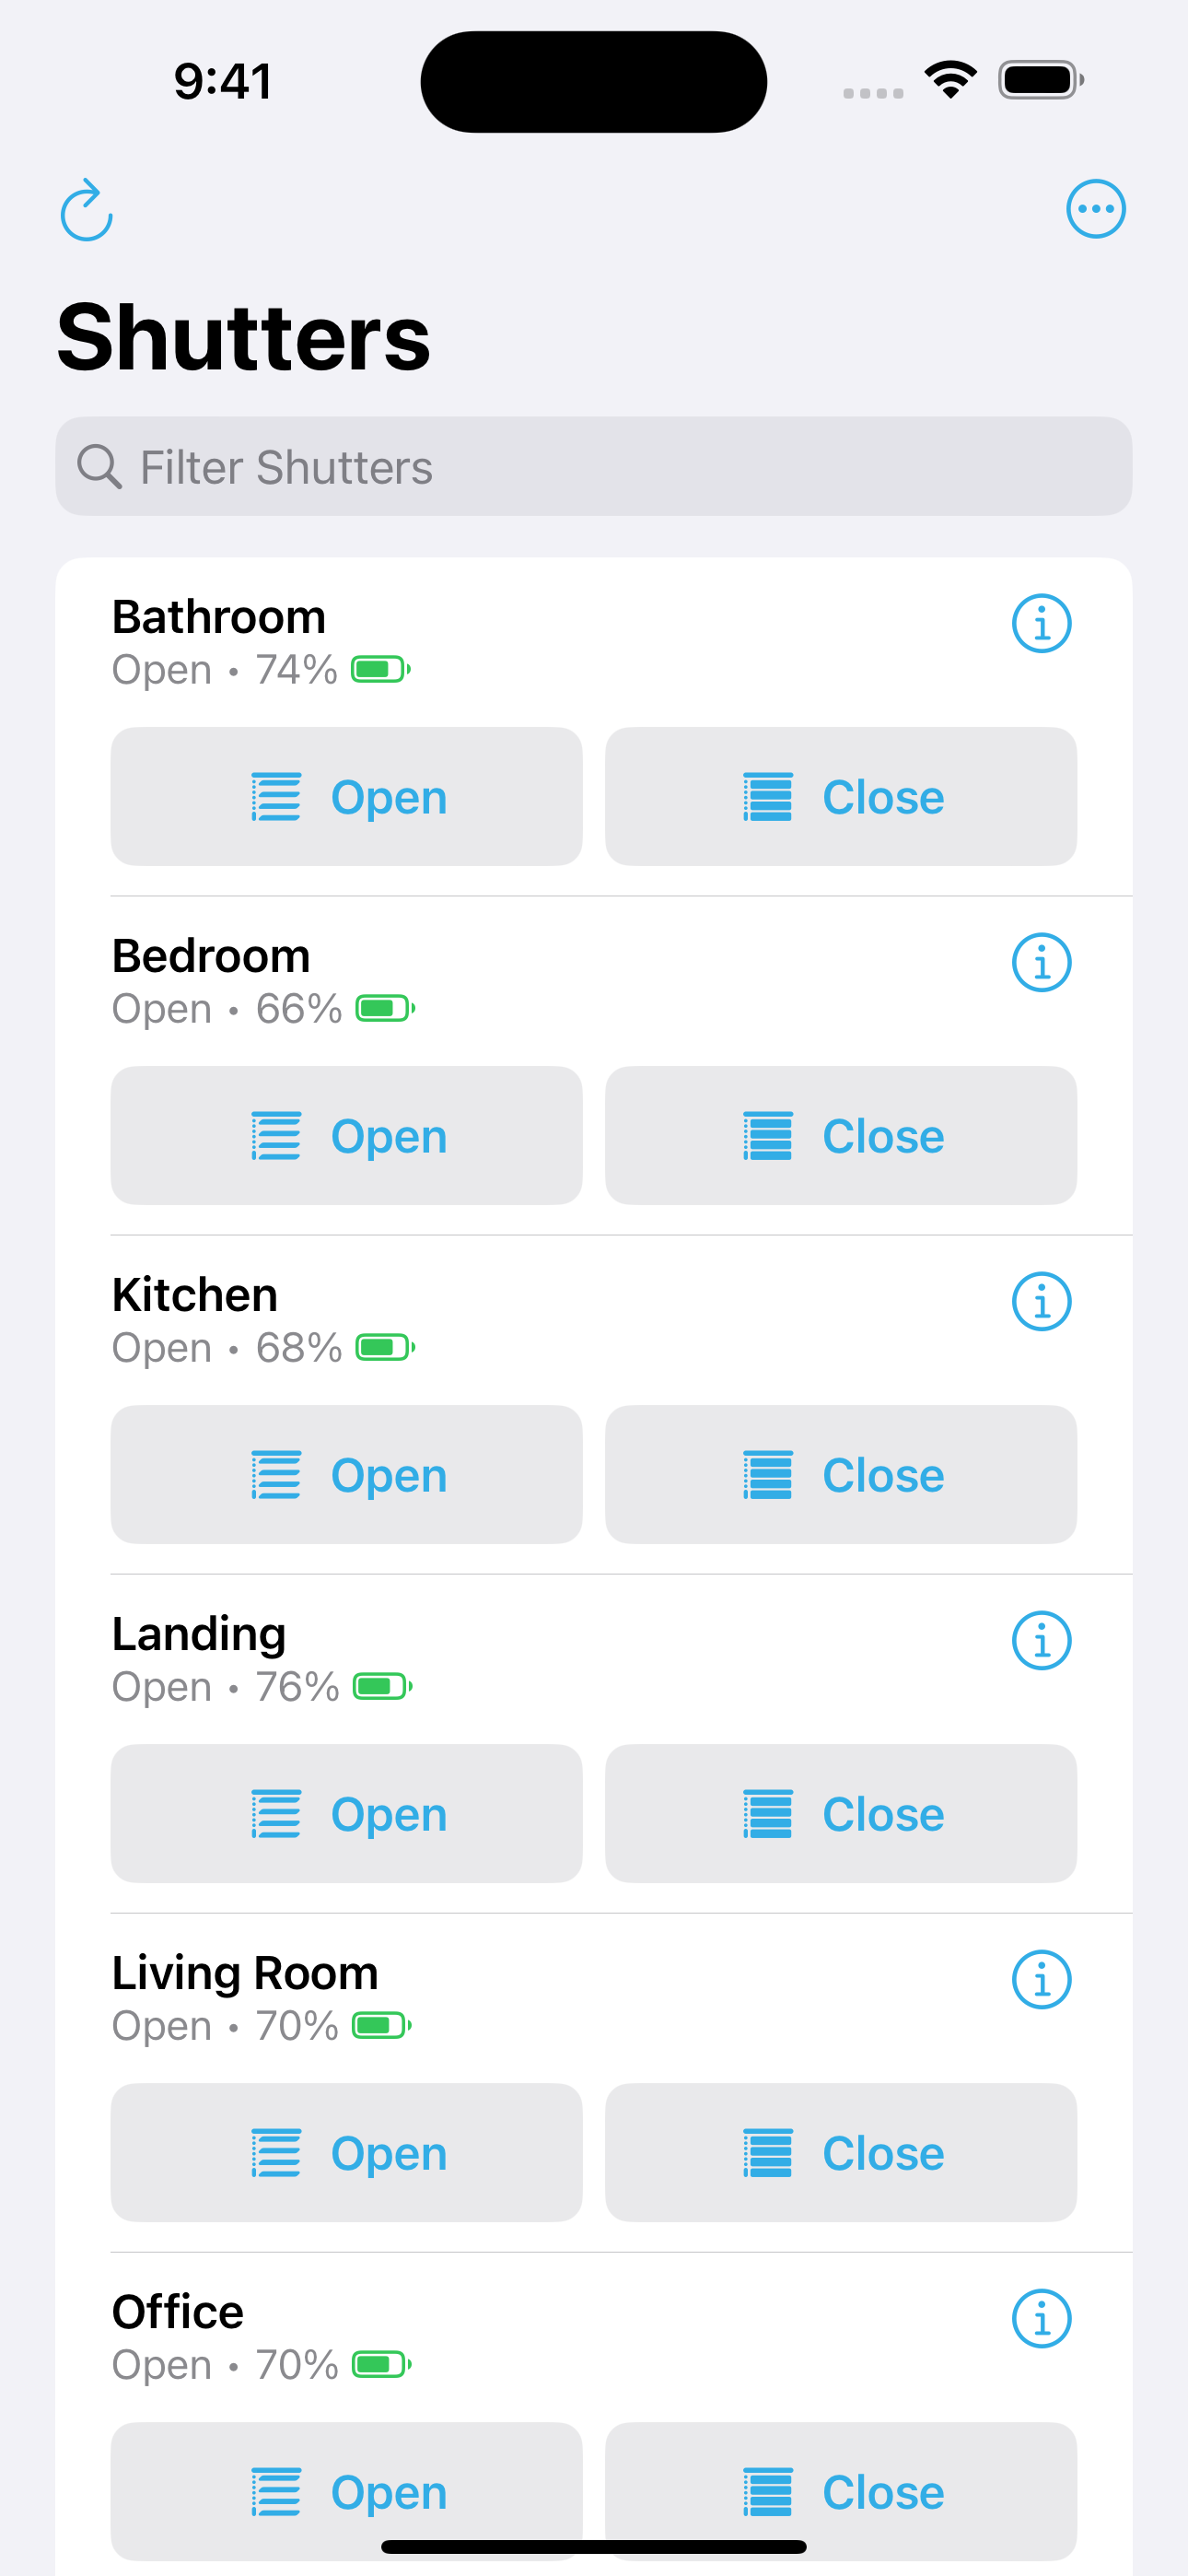 9:41
Shutters
Filter Shutters
Bathroom
Open • 74%
Open Close
Bedroom
Open • 66%
Open Close
Kitchen
Open • 68%
Open Close
Landing
Open • 76%
Open Close
Living Room
Open • 70%
Open Close
Office
Open • 70%
Open Close